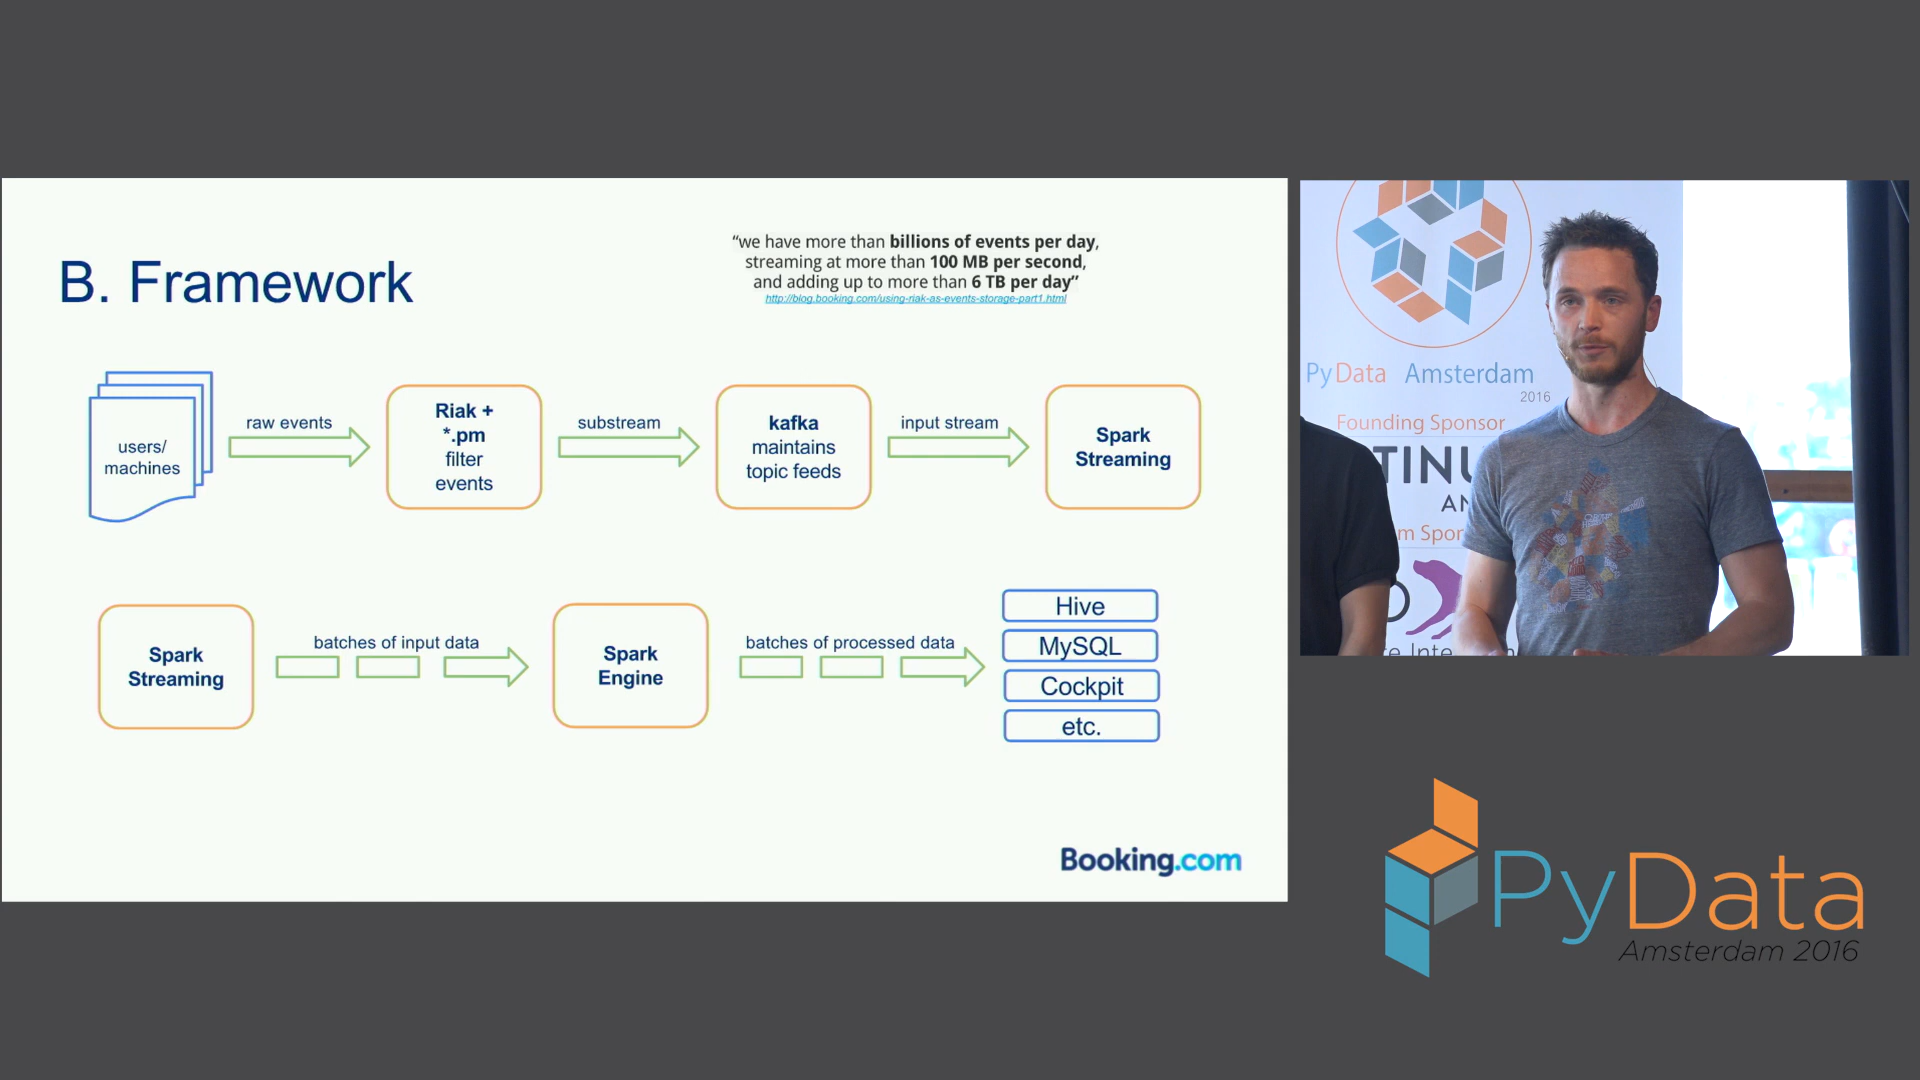 B. Framework
“we have more than billions of events per day,
streaming at more than 100 MB per second,
and adding up to more than 6 TB per day”
http://blog.booking.com/using-riak-as-events-storage-part1.html
users/
machines
raw events
Riak +
*.pm
filter
events
substream
kafka
maintains
topic feeds
input stream
Spark
Streaming
Spark
Streaming
batches of input data
Spark
Engine
batches of processed data
Hive
MySQL
Cockpit
etc.
Booking.com
PyData Amsterdam
2016
Founding Sponsor
TINU
AN
m Spor
PyData
Amsterdam 2016